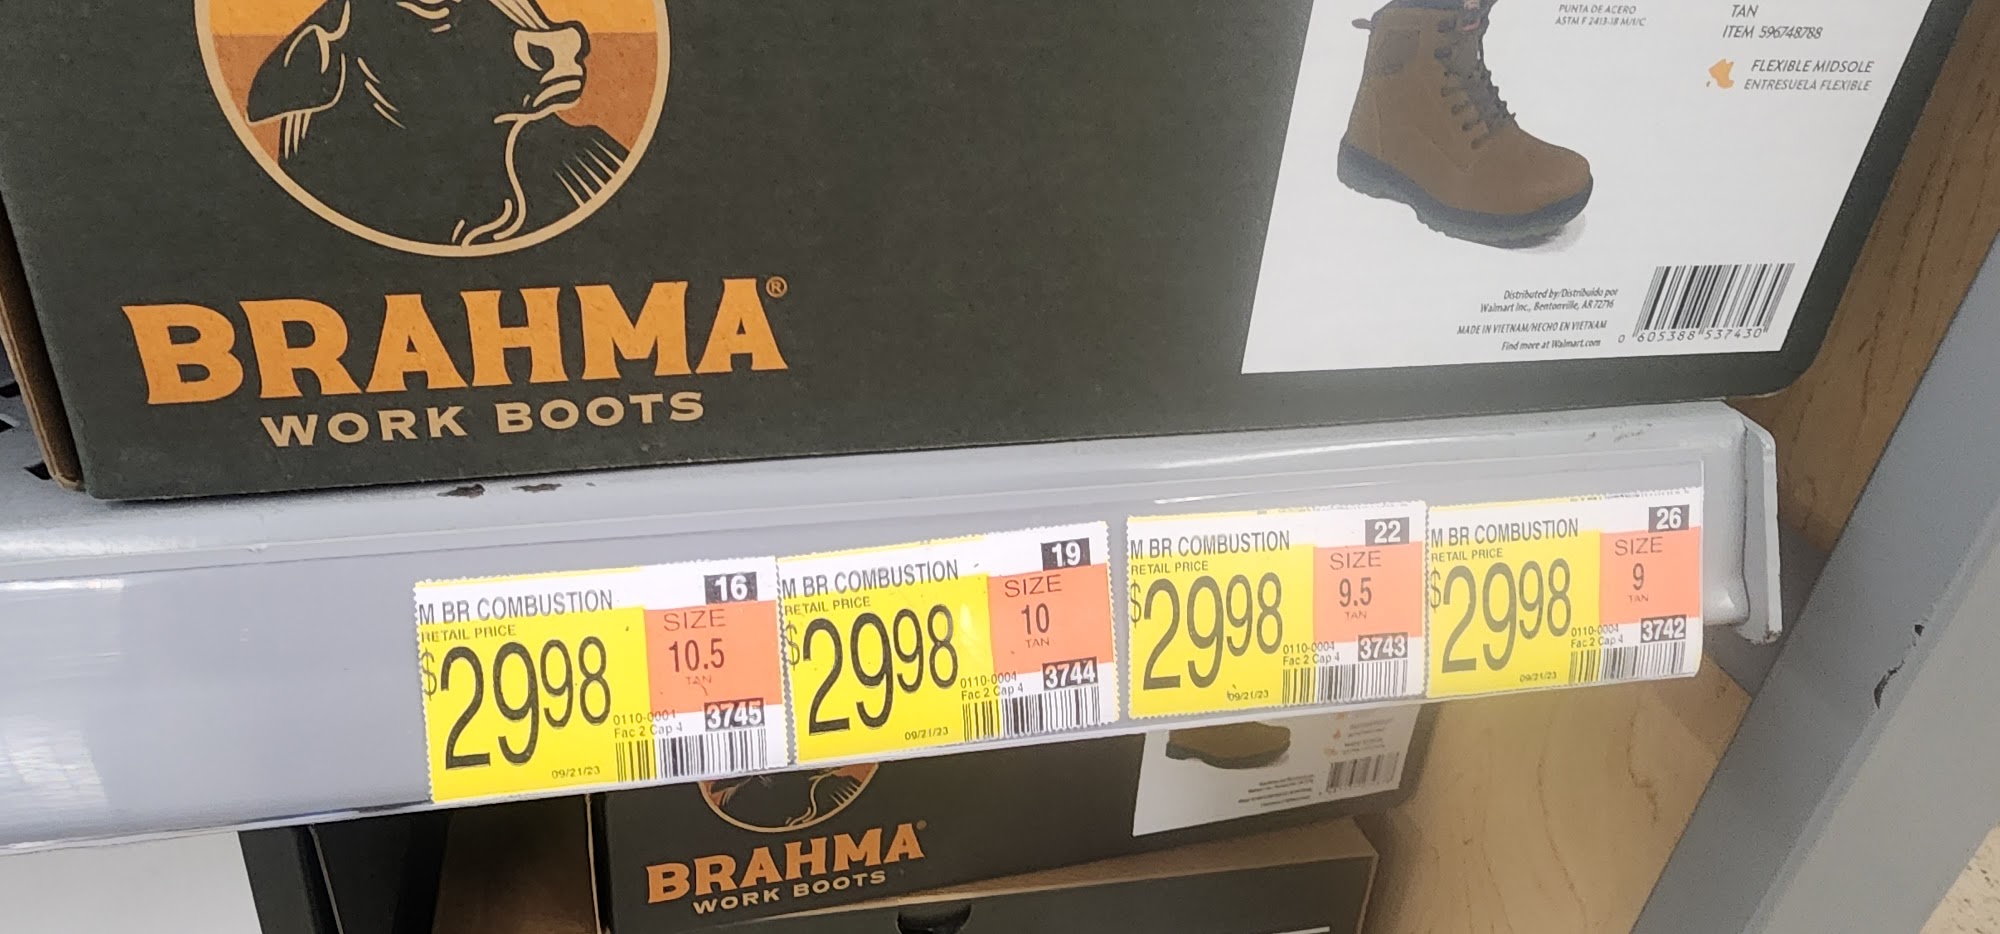 PUNTA DE ACERO
ASTM F 2413-18 M/I/C
TAN
ITEM 596748788
FLEXIBLE MIDSOLE
ENTRESUELA FLEXIBLE
BRAHMA®
WORK BOOTS
Distributed by/Distribuido por
Walmart Inc., Bentonville, AR 72716
MADE IN VIETNAM/HECHO EN VIETNAM
Find more at Walmart.com
0 605388 537430
M BR COMBUSTION
16
RETAIL PRICE
$2998
SIZE
10.5
TAN
0110-0004
Fac 2 Cap 4
3745
09/21/23
M BR COMBUSTION
19
RETAIL PRICE
$2998
SIZE
10
TAN
0110-0004
Fac 2 Cap 4
3744
09/21/23
M BR COMBUSTION
22
RETAIL PRICE
$2998
SIZE
9.5
TAN
0110-0004
Fac 2 Cap 4
3743
09/21/23
M BR COMBUSTION
26
RETAIL PRICE
$2998
SIZE
9
TAN
0110-0004
Fac 2 Cap 4
3742
09/21/23
BRAHMA
WORK BOOTS